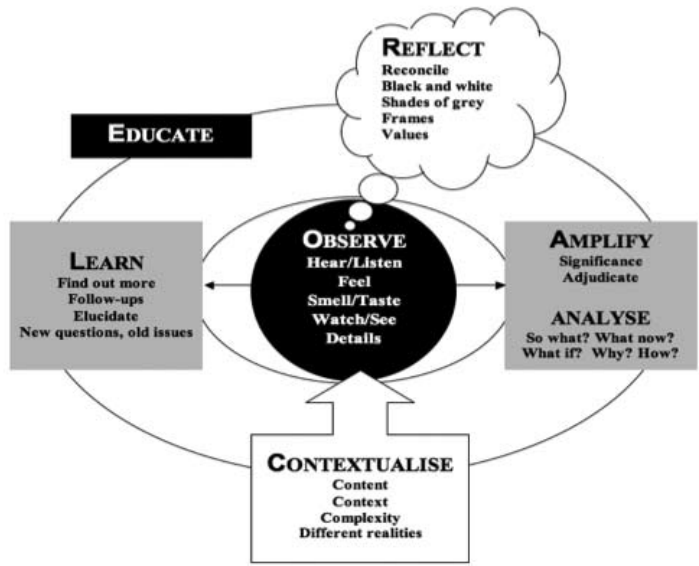 REFLECT
Reconcile
Black and white
Shades of grey
Frames
Values
EDUCATE
LEARN
Find out more
Follow-ups
Elucidate
New questions, old issues
OBSERVE
Hear/Listen
Feel
Smell/Taste
Watch/See
Details
AMPLIFY
Significance
Adjudicate
ANALYSE
So what? What now?
What if? Why? How?
CONTEXTUALISE
Content
Context
Complexity
Different realities